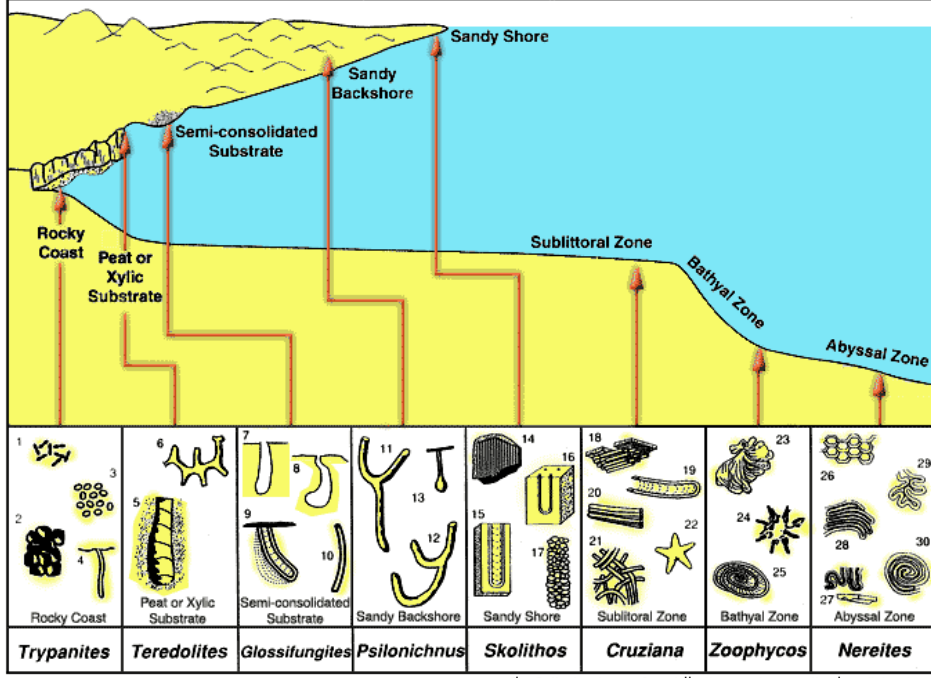 Sandy Shore
Sandy
Backshore
Semi-consolidated
Substrate
Rocky
Coast
Peat or
Xylic
Substrate
Sublittoral Zone
Bathyal Zone
Abyssal Zone
1
2
3
4
Rocky Coast
6
5
Peat or Xylic
Substrate
7
8
9
10
Semi-consolidated
Substrate
11
13
12
Sandy Backshore
14
16
15
17
Sandy Shore
18
19
20
22
21
Sublitoral Zone
23
24
25
Bathyal Zone
26
29
28
30
27
Abyssal Zone
Trypanites
Teredolites
Glossifungites
Psilonichnus
Skolithos
Cruziana
Zoophycos
Nereites